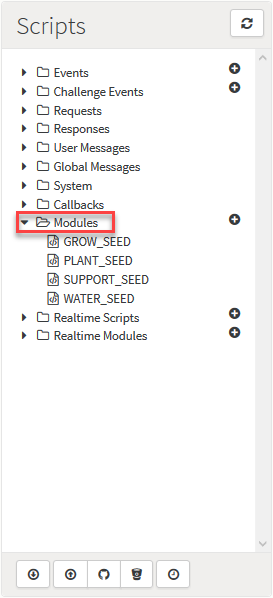 Scripts
Events
Challenge Events
Requests
Responses
User Messages
Global Messages
System
Callbacks
Modules
GROW_SEED
PLANT_SEED
SUPPORT_SEED
WATER_SEED
Realtime Scripts
Realtime Modules